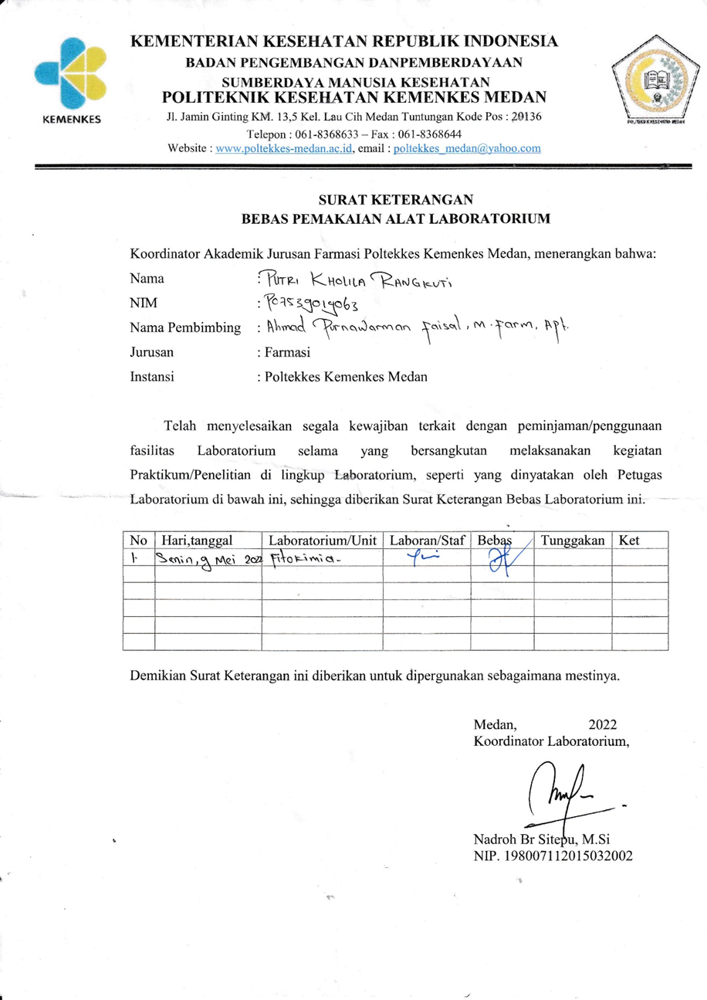 KEMENTERIAN KESEHATAN REPUBLIK INDONESIA
BADAN PENGEMBANGAN DANPEMBERDAYAAN
SUMBERDAYA MANUSIA KESEHATAN
POLITEKNIK KESEHATAN KEMENKES MEDAN
Jl. Jamin Ginting KM. 13,5 Kel. Lau Cih Medan Tuntungan Kode Pos : 20136
Telepon : 061-8368633 – Fax : 061-8368644
Website : www.poltekkes-medan.ac.id, email : poltekkes_medan@yahoo.com
KEMENKES
POLITEKNIK KESEHATAN MEDAN
SURAT KETERANGAN
BEBAS PEMAKAIAN ALAT LABORATORIUM
Koordinator Akademik Jurusan Farmasi Poltekkes Kemenkes Medan, menerangkan bahwa:
Nama : PUTRI KHOLILA RANGKUTI
NIM : P07539019063
Nama Pembimbing : Ahmad Purnawarman Faisal, M.Farm, Apt.
Jurusan : Farmasi
Instansi : Poltekkes Kemenkes Medan
Telah menyelesaikan segala kewajiban terkait dengan peminjaman/penggunaan
fasilitas Laboratorium selama yang bersangkutan melaksanakan kegiatan
Praktikum/Penelitian di lingkup Laboratorium, seperti yang dinyatakan oleh Petugas
Laboratorium di bawah ini, sehingga diberikan Surat Keterangan Bebas Laboratorium ini.
No Hari,tanggal Laboratorium/Unit Laboran/Staf Bebas Tunggakan Ket
1. Senin, 9 Mei 2022 Fitokimia-
Demikian Surat Keterangan ini diberikan untuk dipergunakan sebagaimana mestinya.
Medan, 2022
Koordinator Laboratorium,
Nadroh Br Sitepu, M.Si
NIP. 198007112015032002